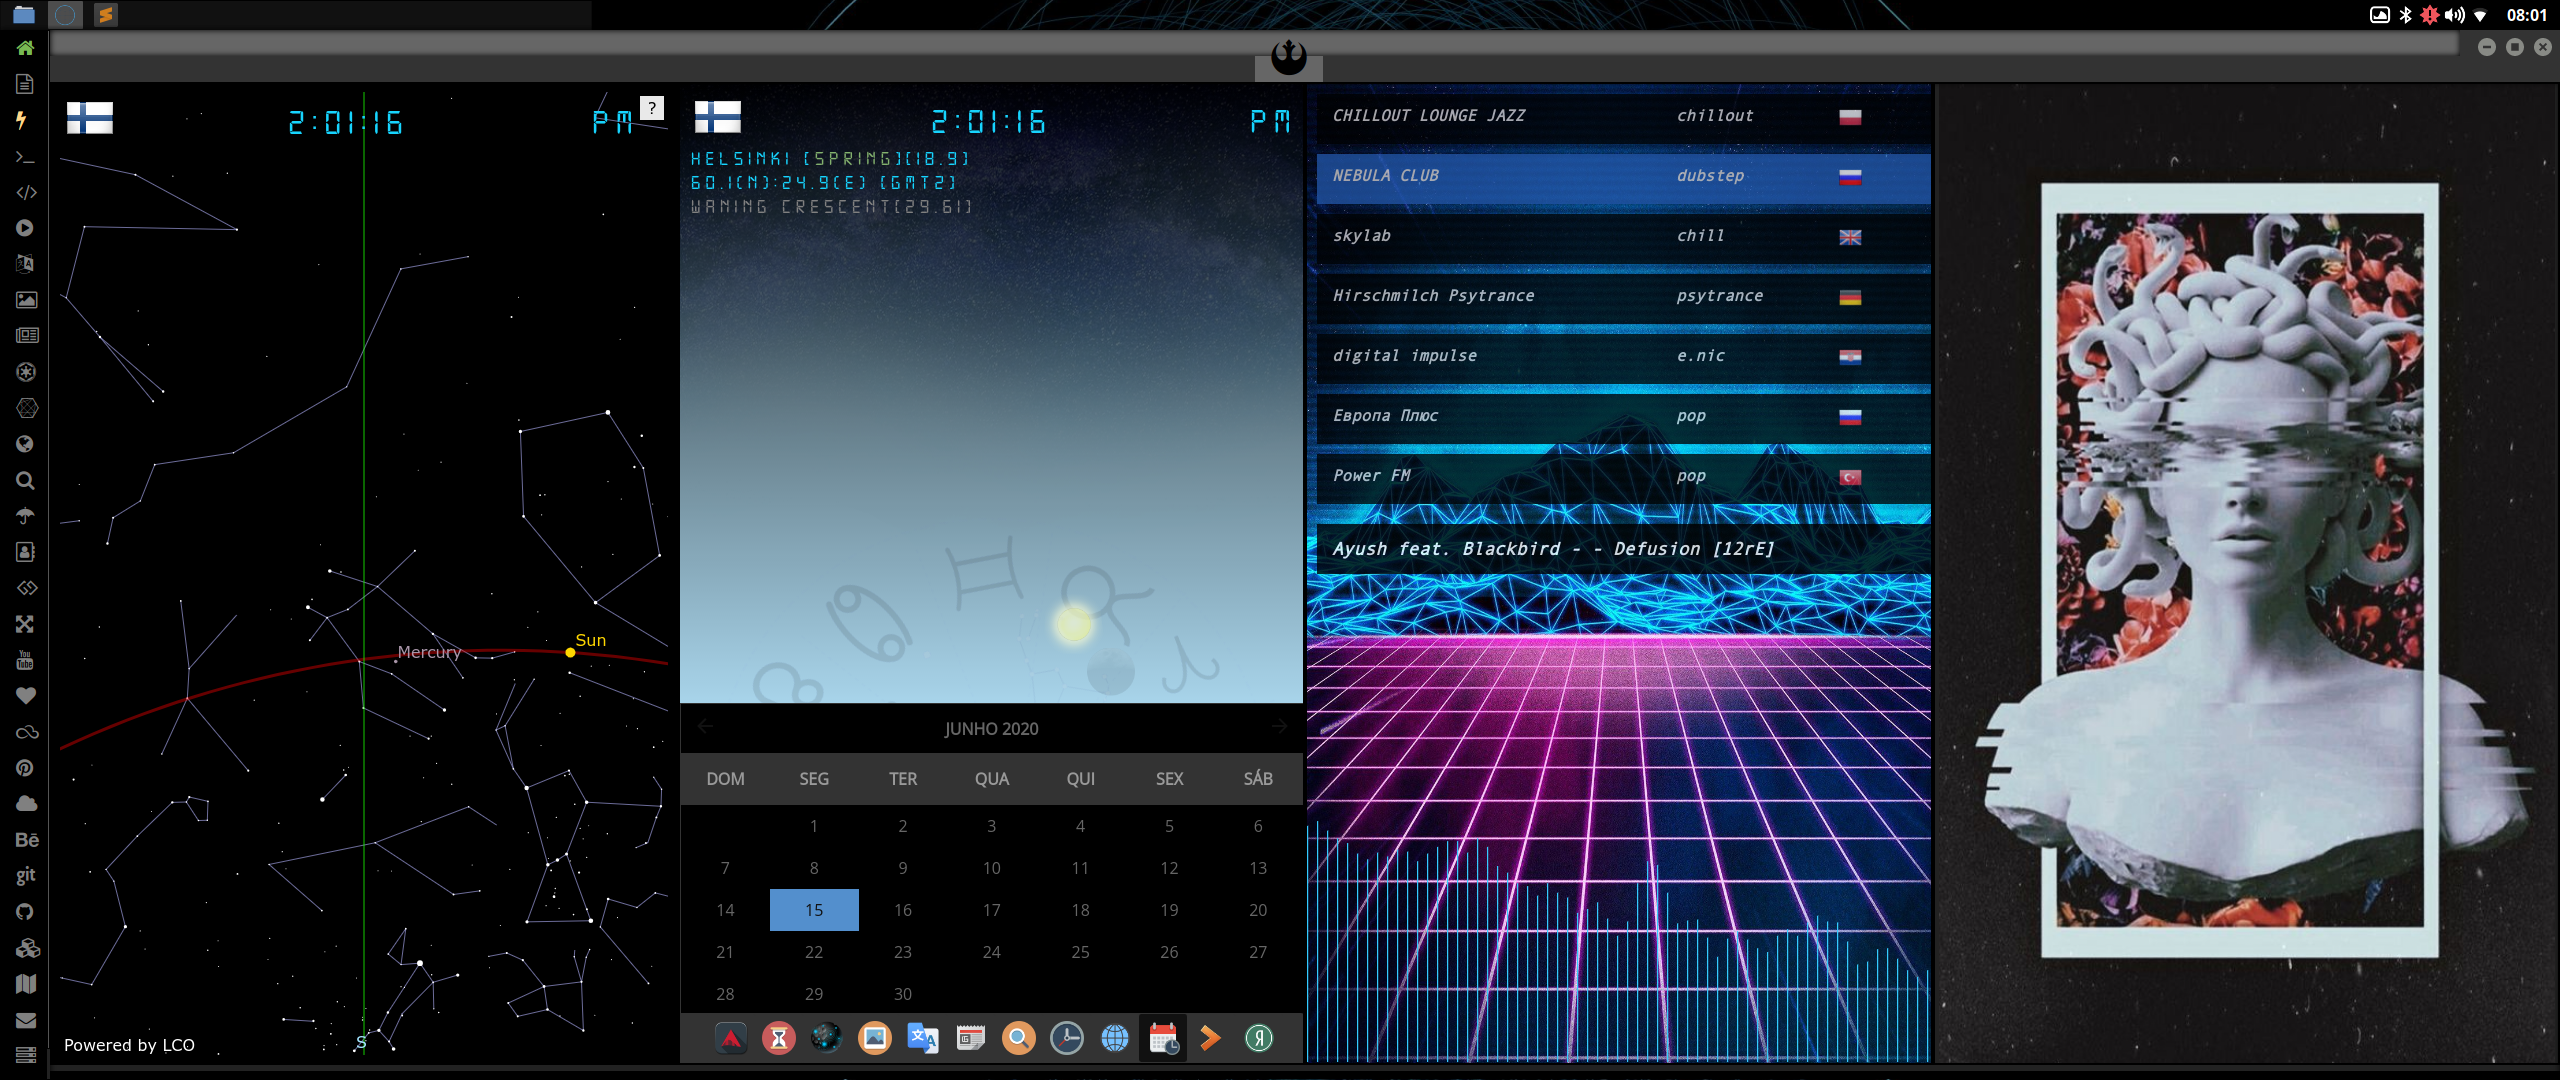 08:01
2:01:16 PM
?
Mercury
Sun
S
Powered by LCO
2:01:16 PM
HELSINKI [SPRING][18.9]
60.1(N):24.9(E) [GMT2]
WANING CRESCENT[29.61]
JUNHO 2020
DOM SEG TER QUA QUI SEX SÁB
1 2 3 4 5 6
7 8 9 10 11 12 13
14 15 16 17 18 19 20
21 22 23 24 25 26 27
28 29 30
CHILLOUT LOUNGE JAZZ chillout
NEBULA CLUB dubstep
skylab chill
Hirschmilch Psytrance psytrance
digital impulse e.nic
Европа Плюс pop
Power FM pop
Ayush feat. Blackbird - - Defusion [12rE]
You
Tube
Bē
git
Я